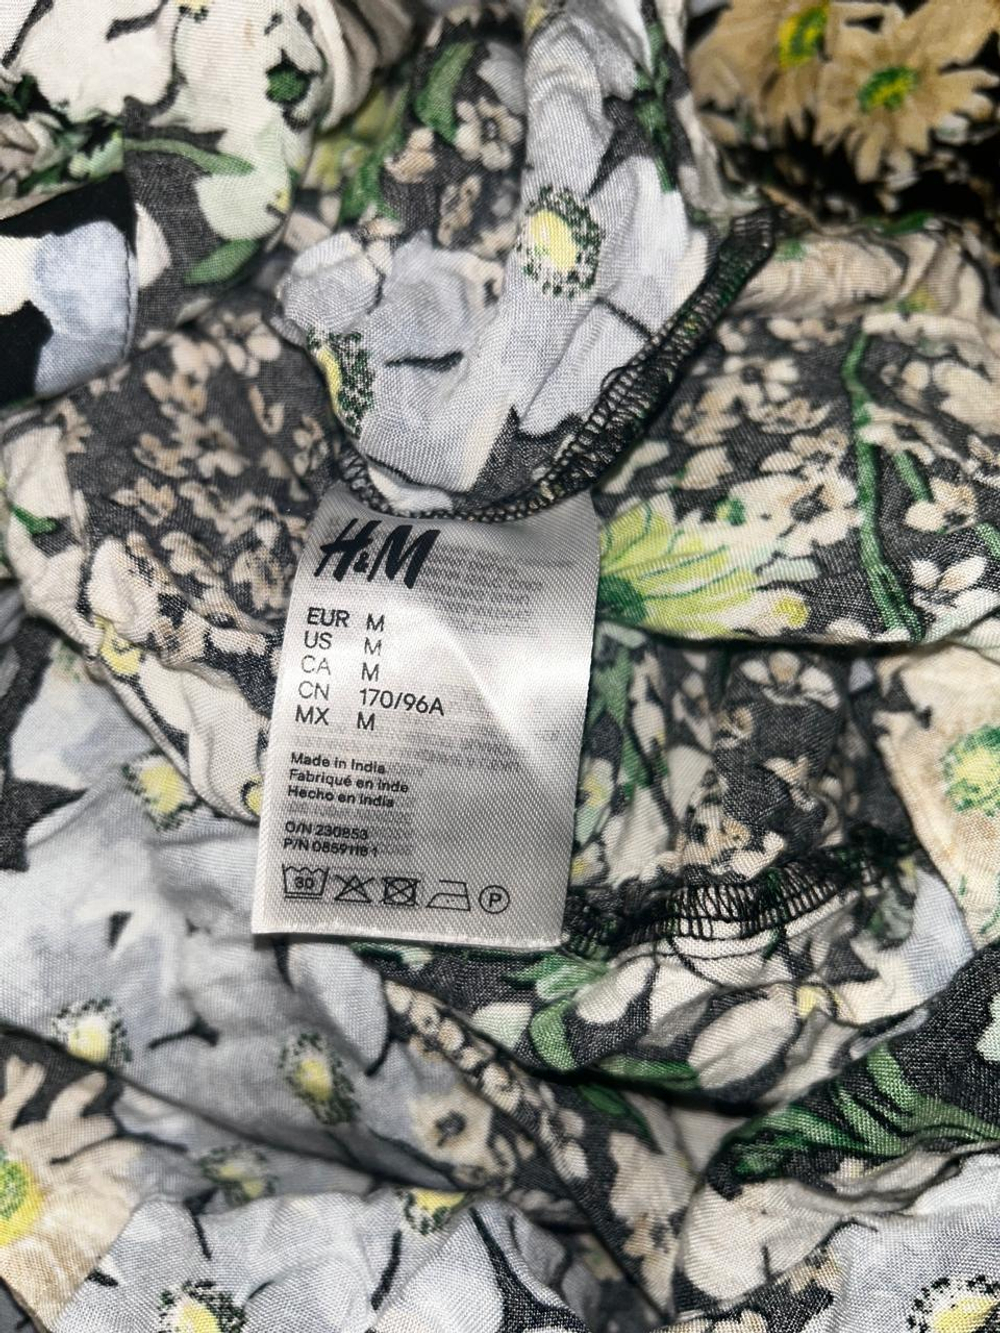 H&M
EUR M
US M
CA M
CN 170/96A
MX M
Made in India
Fabriqué en Inde
Hecho en India
O/N 230853
P/N 0859118 1
30
P